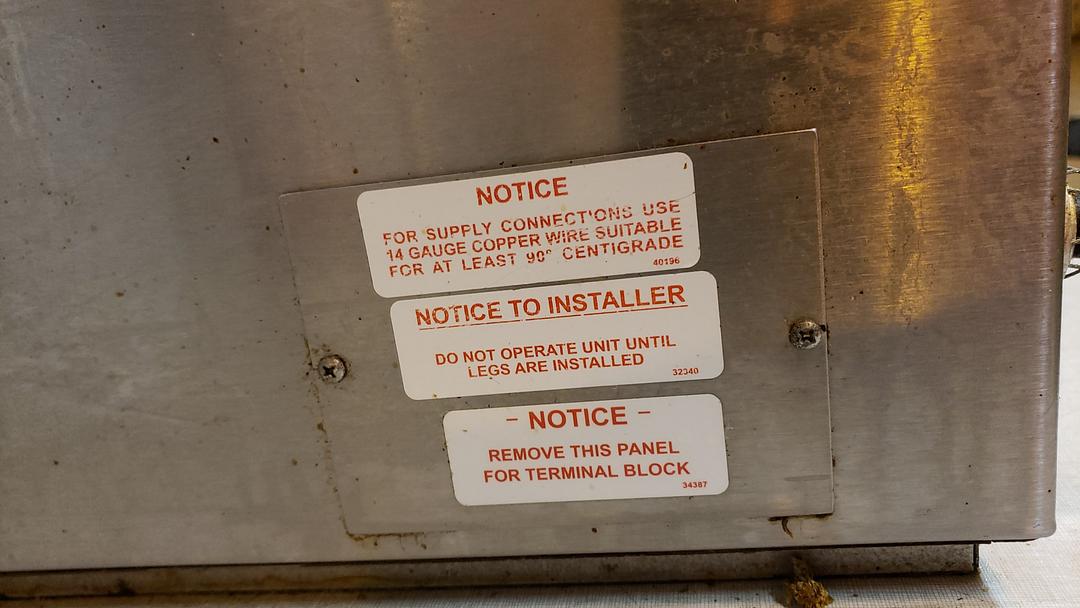 NOTICE
FOR SUPPLY CONNECTIONS USE
14 GAUGE COPPER WIRE SUITABLE
FOR AT LEAST 90° CENTIGRADE
40196
NOTICE TO INSTALLER
DO NOT OPERATE UNIT UNTIL
LEGS ARE INSTALLED
32340
– NOTICE –
REMOVE THIS PANEL
FOR TERMINAL BLOCK
34387